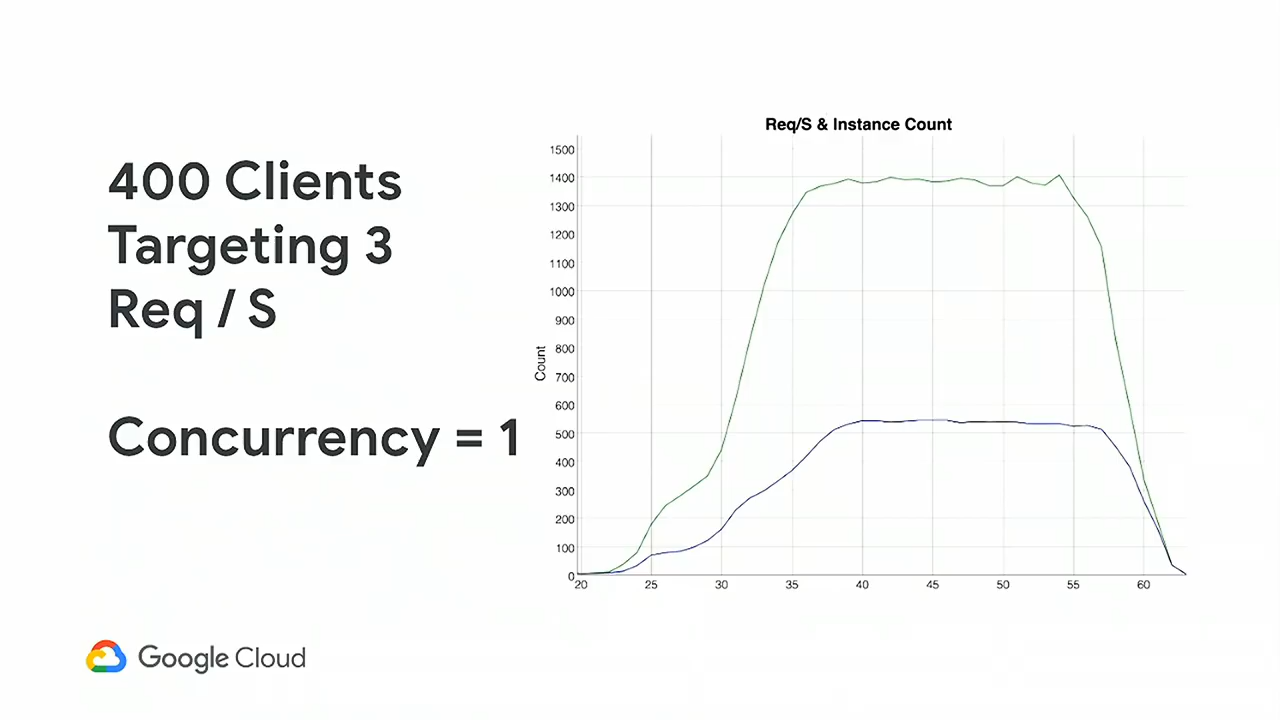 400 Clients
Targeting 3
Req / S
Concurrency = 1
Req/S & Instance Count
Count
1500
1400
1300
1200
1100
1000
900
800
700
600
500
400
300
200
100
0
20 25 30 35 40 45 50 55 60
Google Cloud